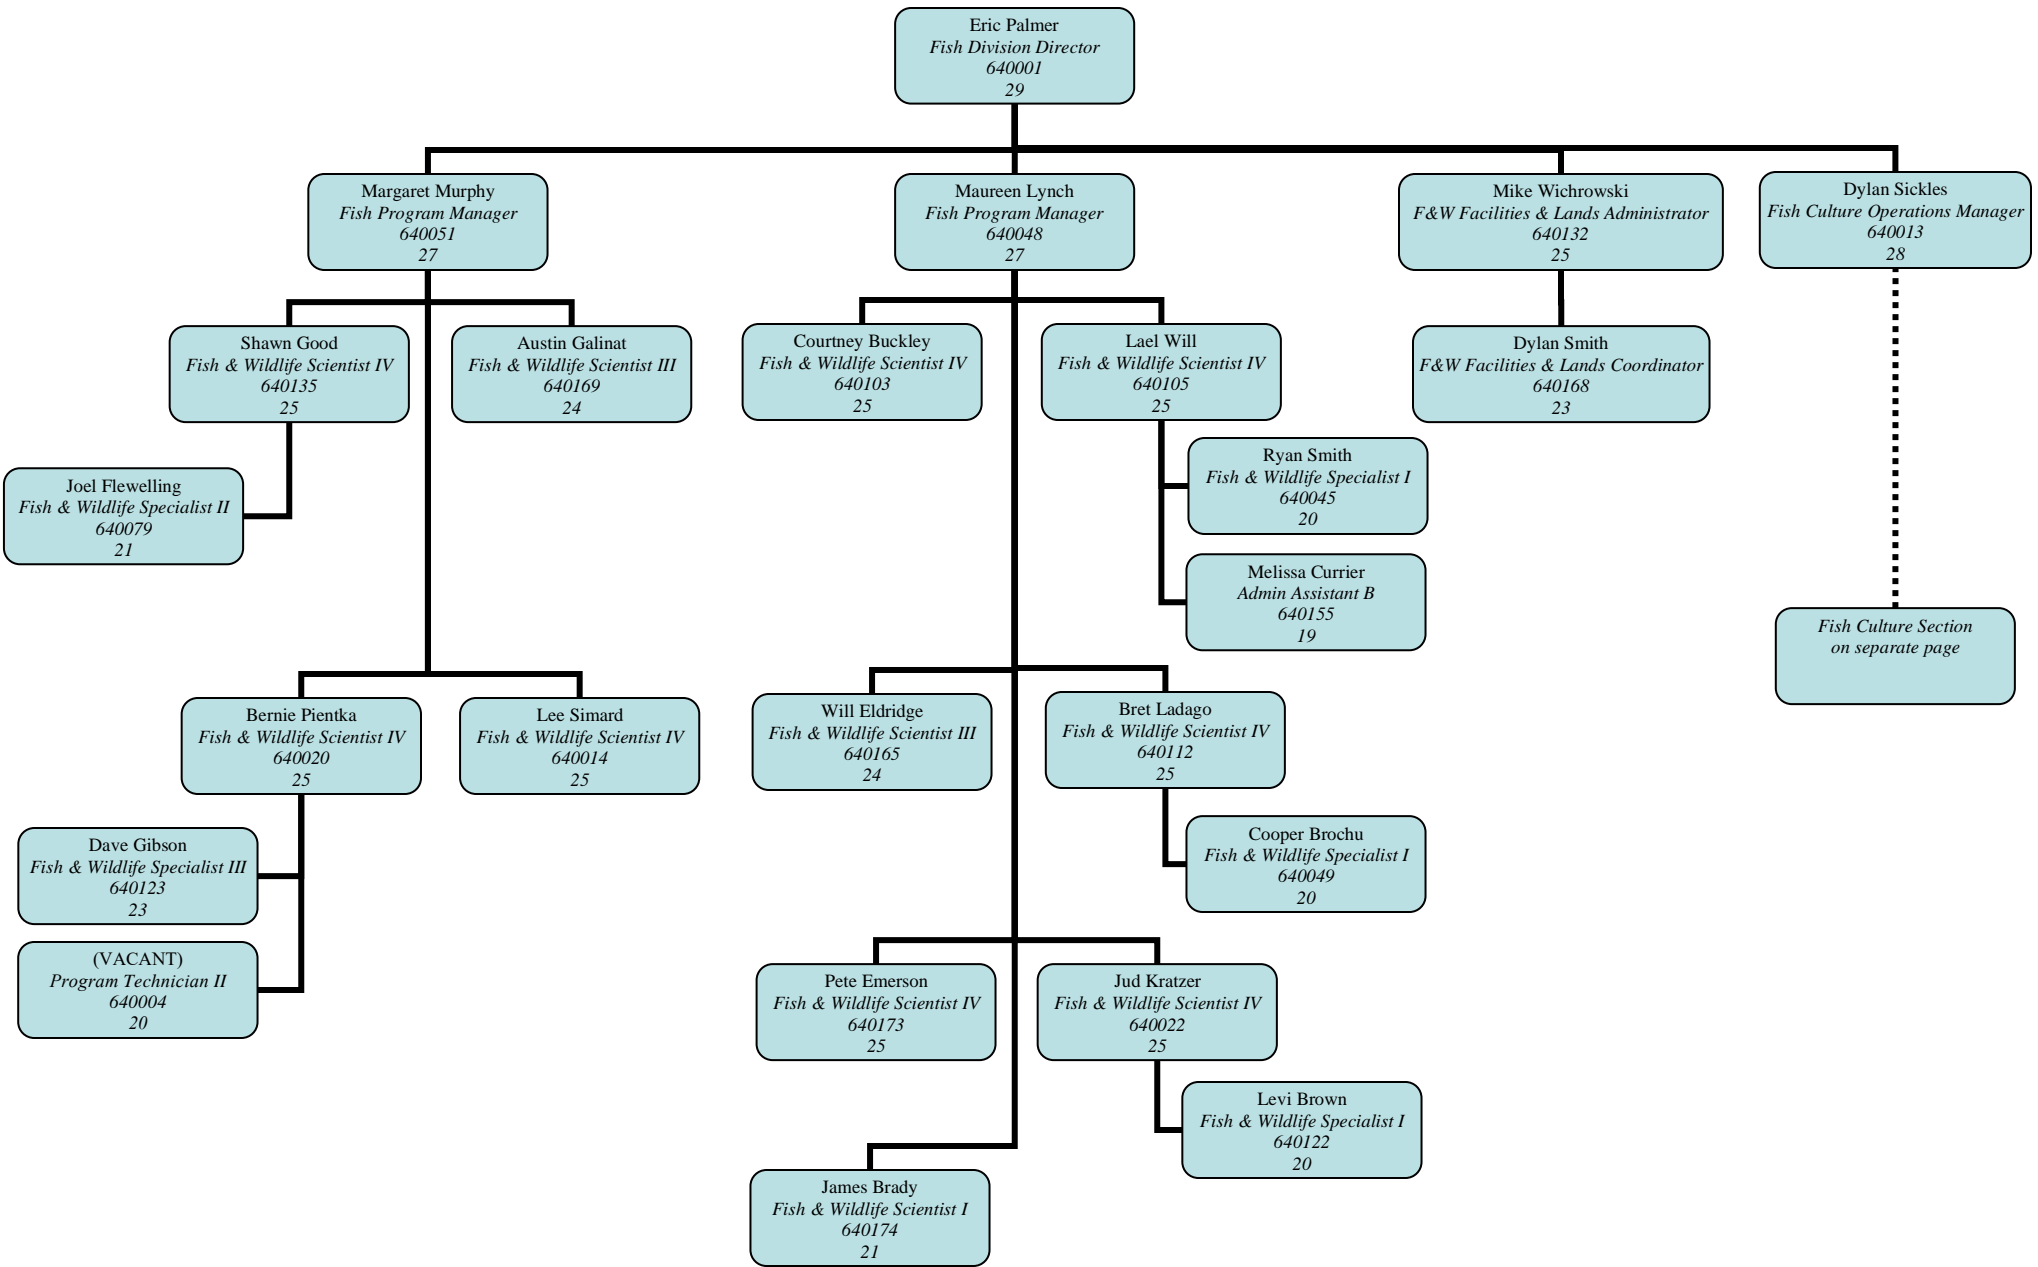 Eric Palmer
Fish Division Director
640001
29
Margaret Murphy
Fish Program Manager
640051
27
Maureen Lynch
Fish Program Manager
640048
27
Mike Wichrowski
F&W Facilities & Lands Administrator
640132
25
Dylan Sickles
Fish Culture Operations Manager
640013
28
Shawn Good
Fish & Wildlife Scientist IV
640135
25
Austin Galinat
Fish & Wildlife Scientist III
640169
24
Courtney Buckley
Fish & Wildlife Scientist IV
640103
25
Lael Will
Fish & Wildlife Scientist IV
640105
25
Dylan Smith
F&W Facilities & Lands Coordinator
640168
23
Joel Flewelling
Fish & Wildlife Specialist II
640079
21
Ryan Smith
Fish & Wildlife Specialist I
640045
20
Melissa Currier
Admin Assistant B
640155
19
Fish Culture Section
on separate page
Bernie Pientka
Fish & Wildlife Scientist IV
640020
25
Lee Simard
Fish & Wildlife Scientist IV
640014
25
Will Eldridge
Fish & Wildlife Scientist III
640165
24
Bret Ladago
Fish & Wildlife Scientist IV
640112
25
Dave Gibson
Fish & Wildlife Specialist III
640123
23
Cooper Brochu
Fish & Wildlife Specialist I
640049
20
(VACANT)
Program Technician II
640004
20
Pete Emerson
Fish & Wildlife Scientist IV
640173
25
Jud Kratzer
Fish & Wildlife Scientist IV
640022
25
Levi Brown
Fish & Wildlife Specialist I
640122
20
James Brady
Fish & Wildlife Scientist I
640174
21